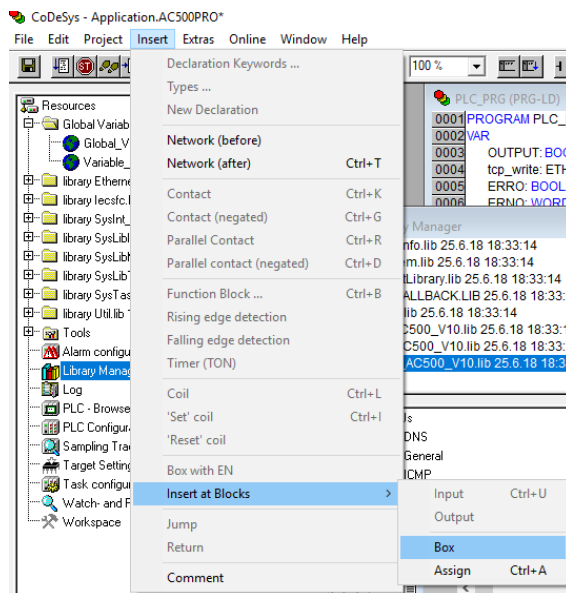 CoDeSys - Application.AC500PRO*
File Edit Project Insert Extras Online Window Help
100 %
Resources
Global Variab
Global_V
Variable_
library Etherne
library Iecsfc.l
library SysInt_
library SysLibI
library SysLibM
library SysLibT
library SysTas
library Util.lib
Tools
Alarm configu
Library Manag
Log
PLC - Browse
PLC Configur
Sampling Tra
Target Setting
Task configu
Watch- and F
Workspace
Declaration Keywords ...
Types ...
New Declaration
Network (before)
Network (after) Ctrl+T
Contact Ctrl+K
Contact (negated) Ctrl+G
Parallel Contact Ctrl+R
Parallel contact (negated) Ctrl+D
Function Block ... Ctrl+B
Rising edge detection
Falling edge detection
Timer (TON)
Coil Ctrl+L
'Set' coil Ctrl+I
'Reset' coil
Box with EN
Insert at Blocks
Jump
Return
Comment
Input Ctrl+U
Output
Box
Assign Ctrl+A
PLC_PRG (PRG-LD)
0001 PROGRAM PLC_
0002 VAR
0003 OUTPUT: BOO
0004 tcp_write: ETH
0005 ERRO: BOOL
0006 ERNO: WORD
y Manager
nfo.lib 25.6.18 18:33:14
em.lib 25.6.18 18:33:14
tLibrary.lib 25.6.18 18:33:14
ALLBACK.LIB 25.6.18 18:33:
lib 25.6.18 18:33:14
C500_V10.lib 25.6.18 18:33:
C500_V10.lib 25.6.18 18:33:
AC500_V10.lib 25.6.18 18:3
ls
DNS
General
ICMP